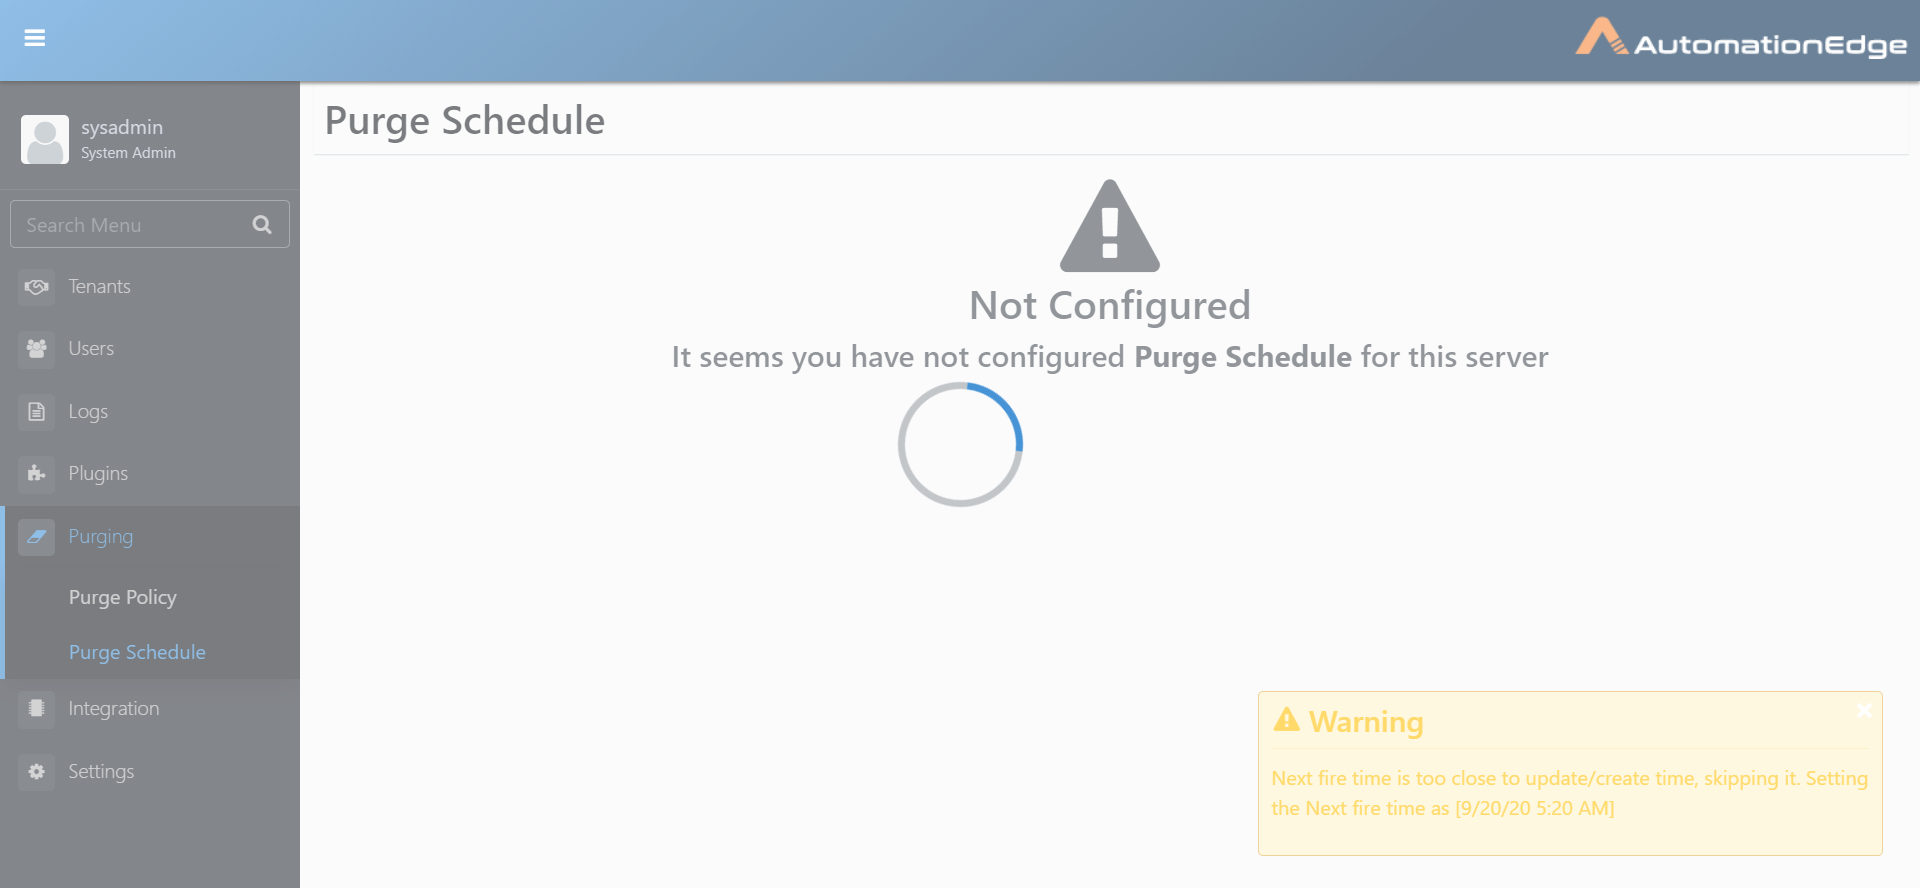 AutomationEdge
sysadmin
System Admin
Search Menu
Tenants
Users
Logs
Plugins
Purging
Purge Policy
Purge Schedule
Integration
Settings
Purge Schedule
Not Configured
It seems you have not configured Purge Schedule for this server
Warning
Next fire time is too close to update/create time, skipping it. Setting
the Next fire time as [9/20/20 5:20 AM]